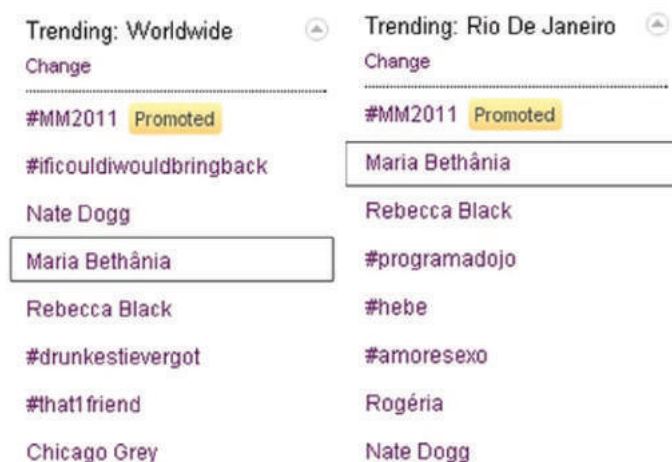 Trending: Worldwide
Change
#MM2011 Promoted
#ificouldiwouldbringback
Nate Dogg
Maria Bethânia
Rebecca Black
#drunkestievergot
#that1friend
Chicago Grey
Trending: Rio De Janeiro
Change
#MM2011 Promoted
Maria Bethânia
Rebecca Black
#programadojo
#hebe
#amoresexo
Rogéria
Nate Dogg